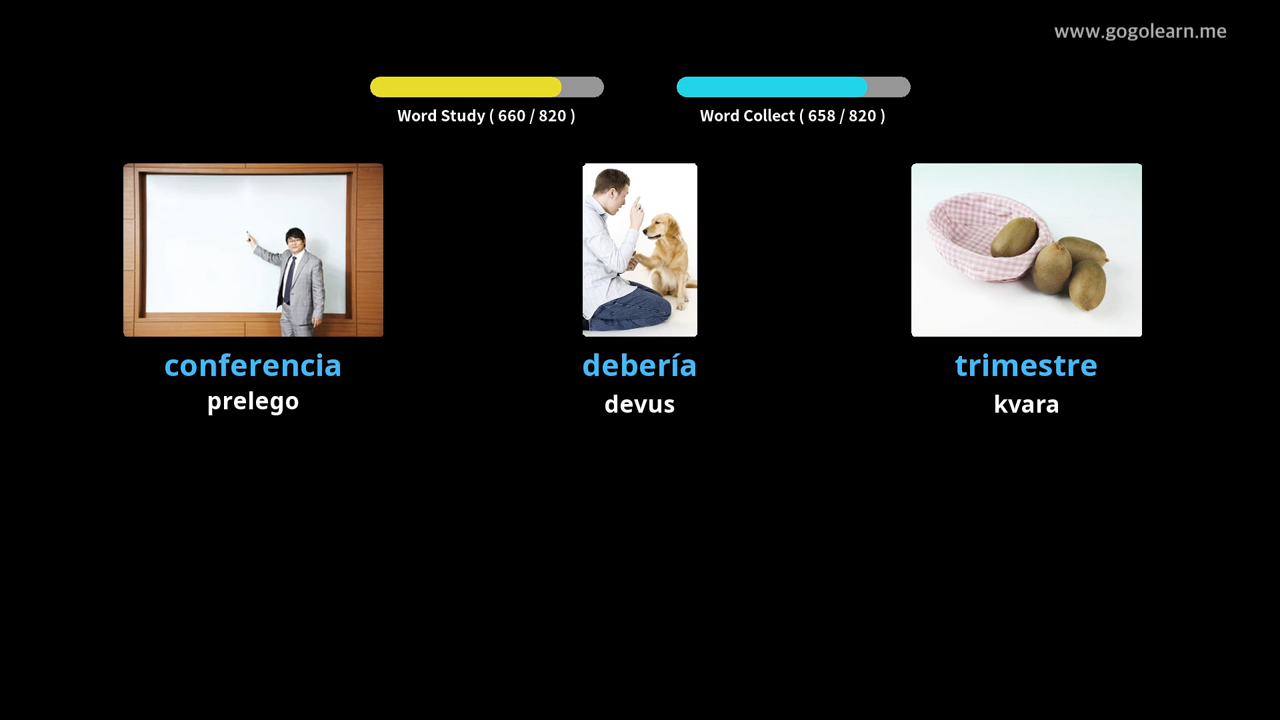 www.gogolearn.me
Word Study ( 660 / 820 )
Word Collect ( 658 / 820 )
conferencia
prelego
debería
devus
trimestre
kvara